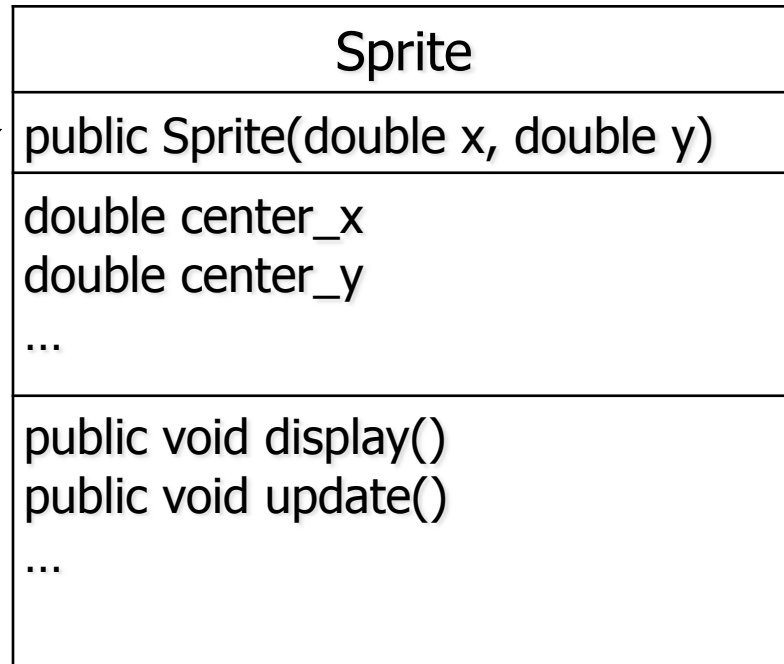 Sprite
public Sprite(double x, double y)
double center_x
double center_y
…
public void display()
public void update()
…